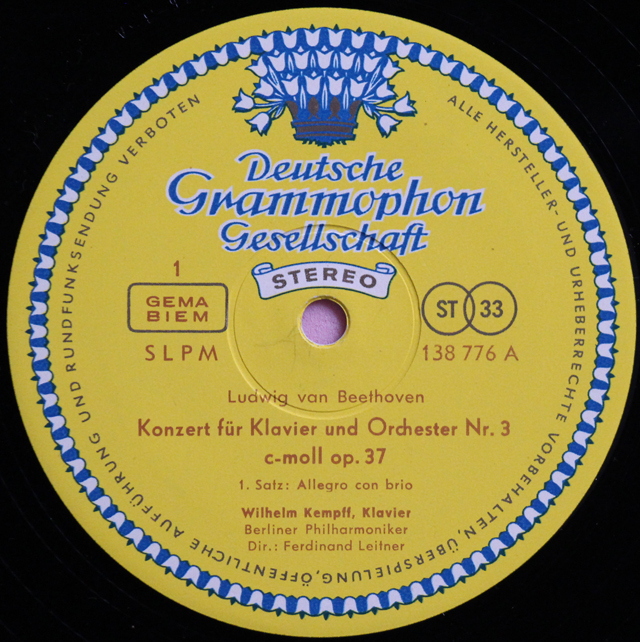 ALLE HERSTELLER- UND URHEBERRECHTE VORBEHALTEN, ÜBERSPIELUNG, ÖFFENTLICHE AUFFÜHRUNG UND RUNDFUNKSENDUNG VERBOTEN
Deutsche
Grammophon
Gesellschaft
STEREO
1
GEMA
BIEM
SLPM
ST 33
138 776 A
Ludwig van Beethoven
Konzert für Klavier und Orchester Nr. 3
c-moll op. 37
1. Satz: Allegro con brio
Wilhelm Kempff, Klavier
Berliner Philharmoniker
Dir.: Ferdinand Leitner